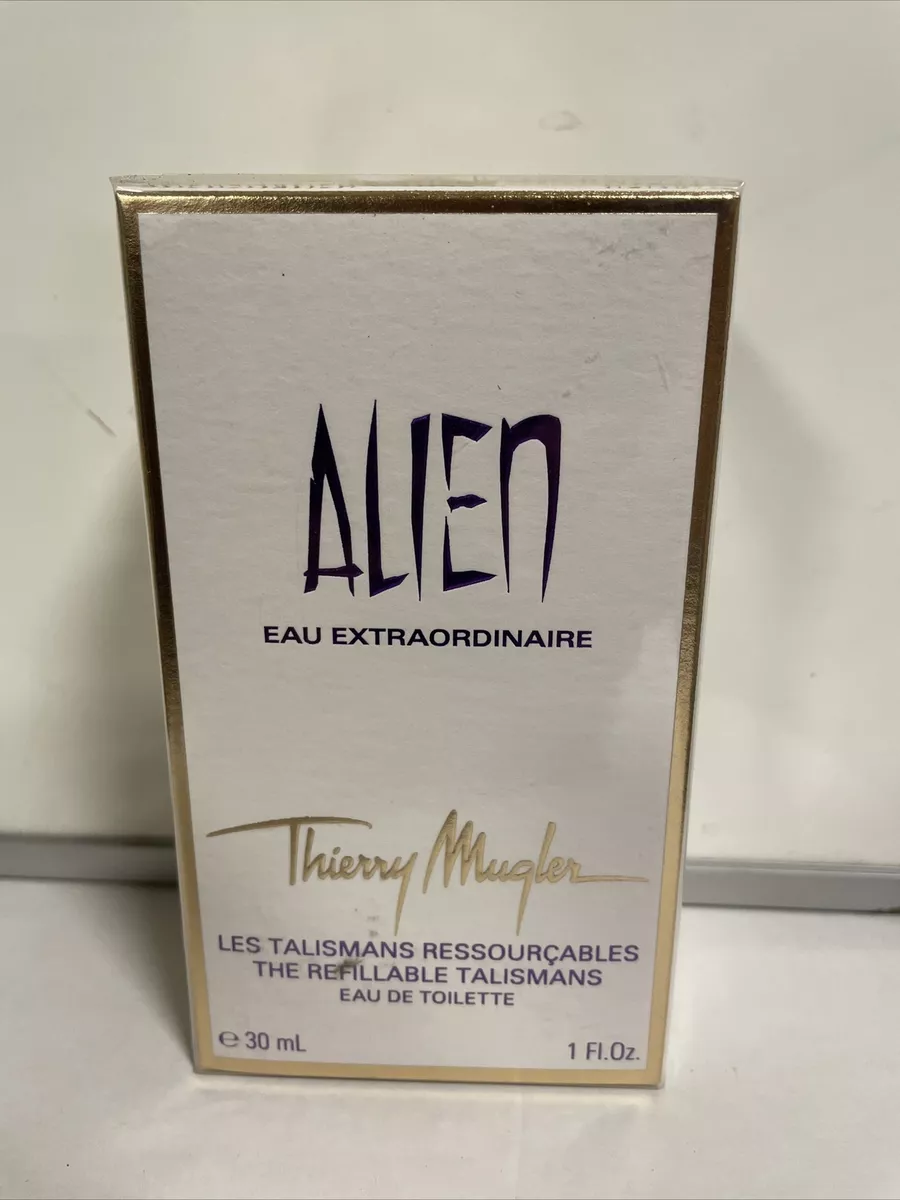 ALIEN
EAU EXTRAORDINAIRE
Thierry Mugler
LES TALISMANS RESSOURÇABLES
THE REFILLABLE TALISMANS
EAU DE TOILETTE
℮ 30 mL
1 Fl.Oz.